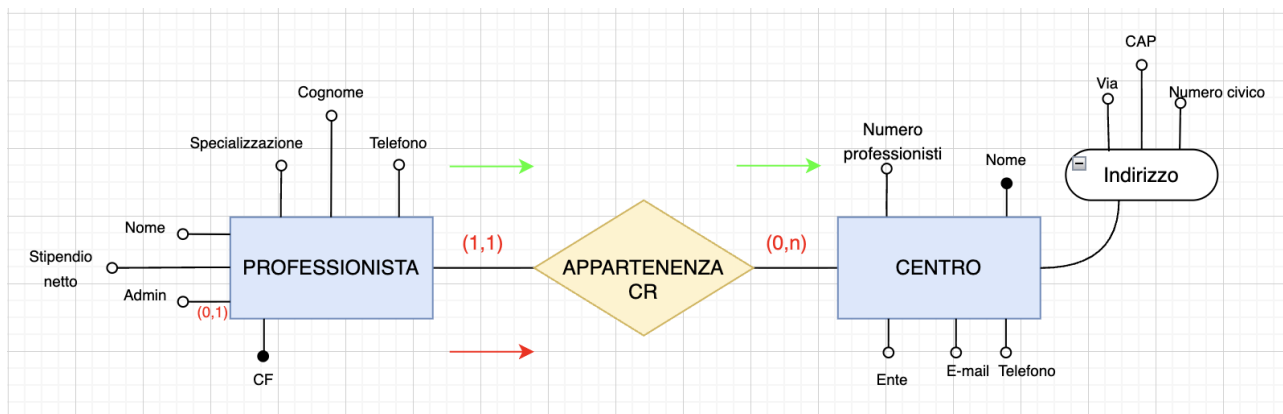 CAP
Via
Numero civico
Cognome
Specializzazione
Telefono
Numero
professionisti
Nome
Indirizzo
Nome
Stipendio
netto
Admin
(0,1)
PROFESSIONISTA
(1,1)
APPARTENENZA
CR
(0,n)
CENTRO
CF
Ente
E-mail
Telefono